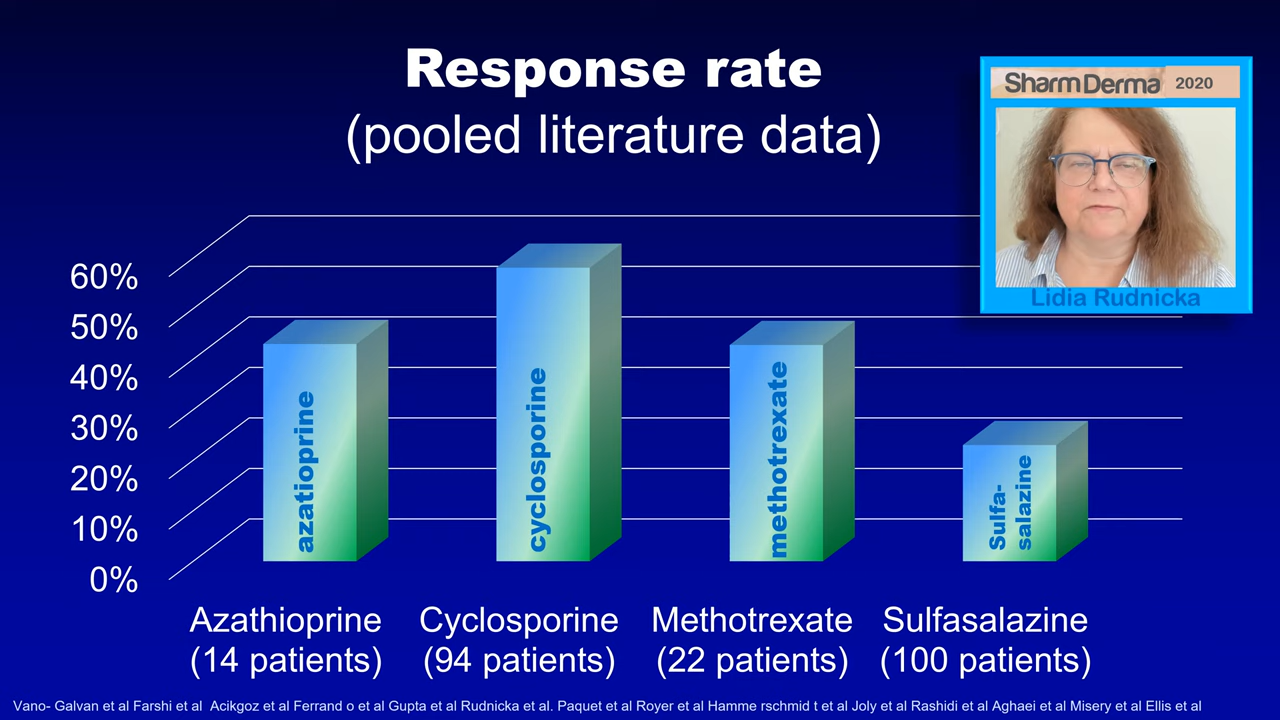 Response rate
(pooled literature data)
SharmDerma 2020
Lidia Rudnicka
60%
50%
40%
30%
20%
10%
0%
azatioprine
cyclosporine
methotrexate
Sulfa-
salazine
Azathioprine
(14 patients)
Cyclosporine
(94 patients)
Methotrexate
(22 patients)
Sulfasalazine
(100 patients)
Vano- Galvan et al Farshi et al Acikgoz et al Ferrand o et al Gupta et al Rudnicka et al. Paquet et al Royer et al Hamme rschmid t et al Joly et al Rashidi et al Aghaei et al Misery et al Ellis et al